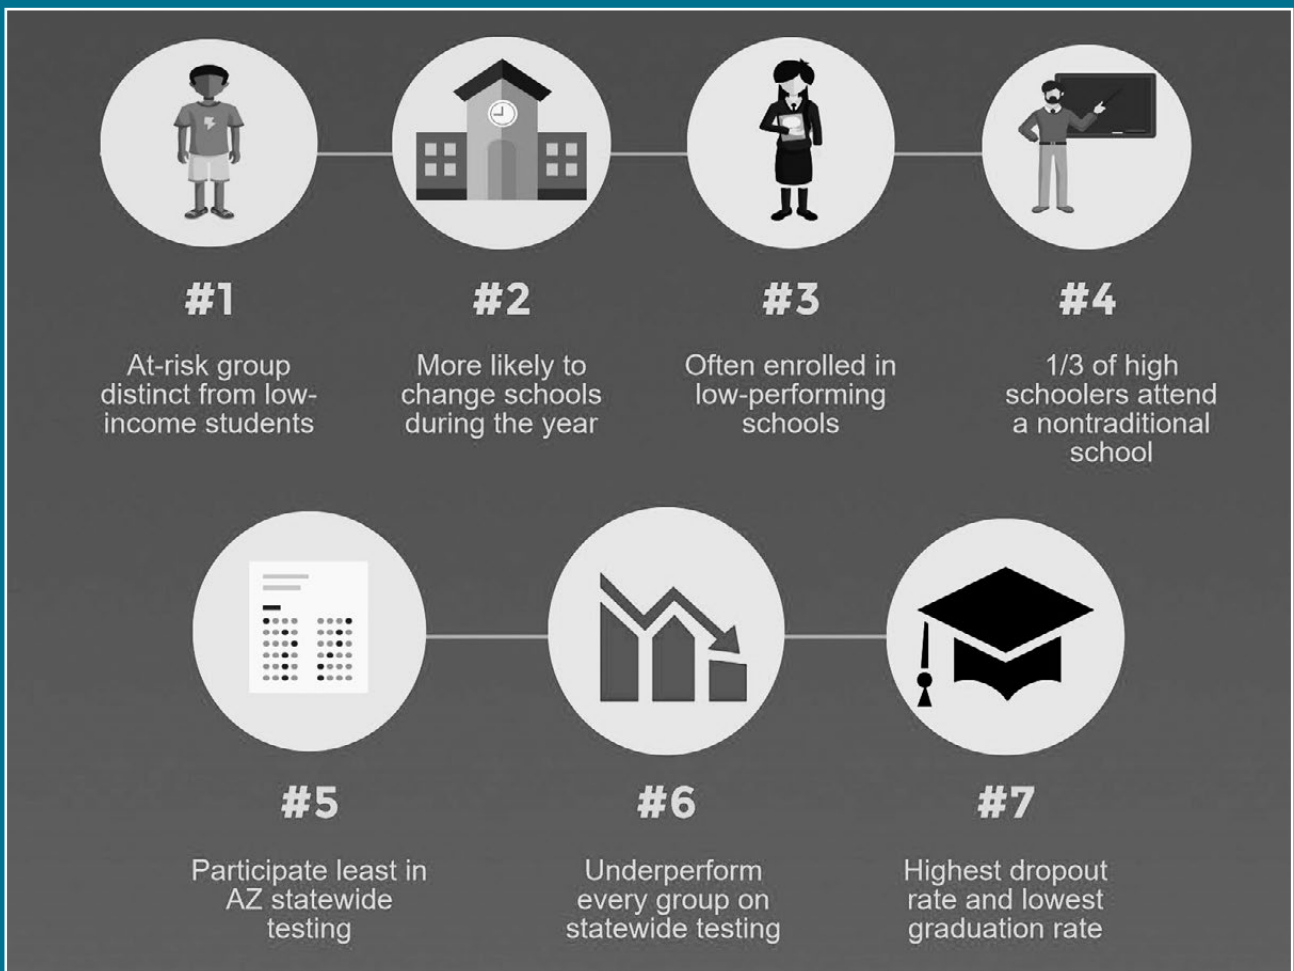 #1
At-risk group
distinct from low-
income students
#2
More likely to
change schools
during the year
#3
Often enrolled in
low-performing
schools
#4
1/3 of high
schoolers attend
a nontraditional
school
#5
Participate least in
AZ statewide
testing
#6
Underperform
every group on
statewide testing
#7
Highest dropout
rate and lowest
graduation rate